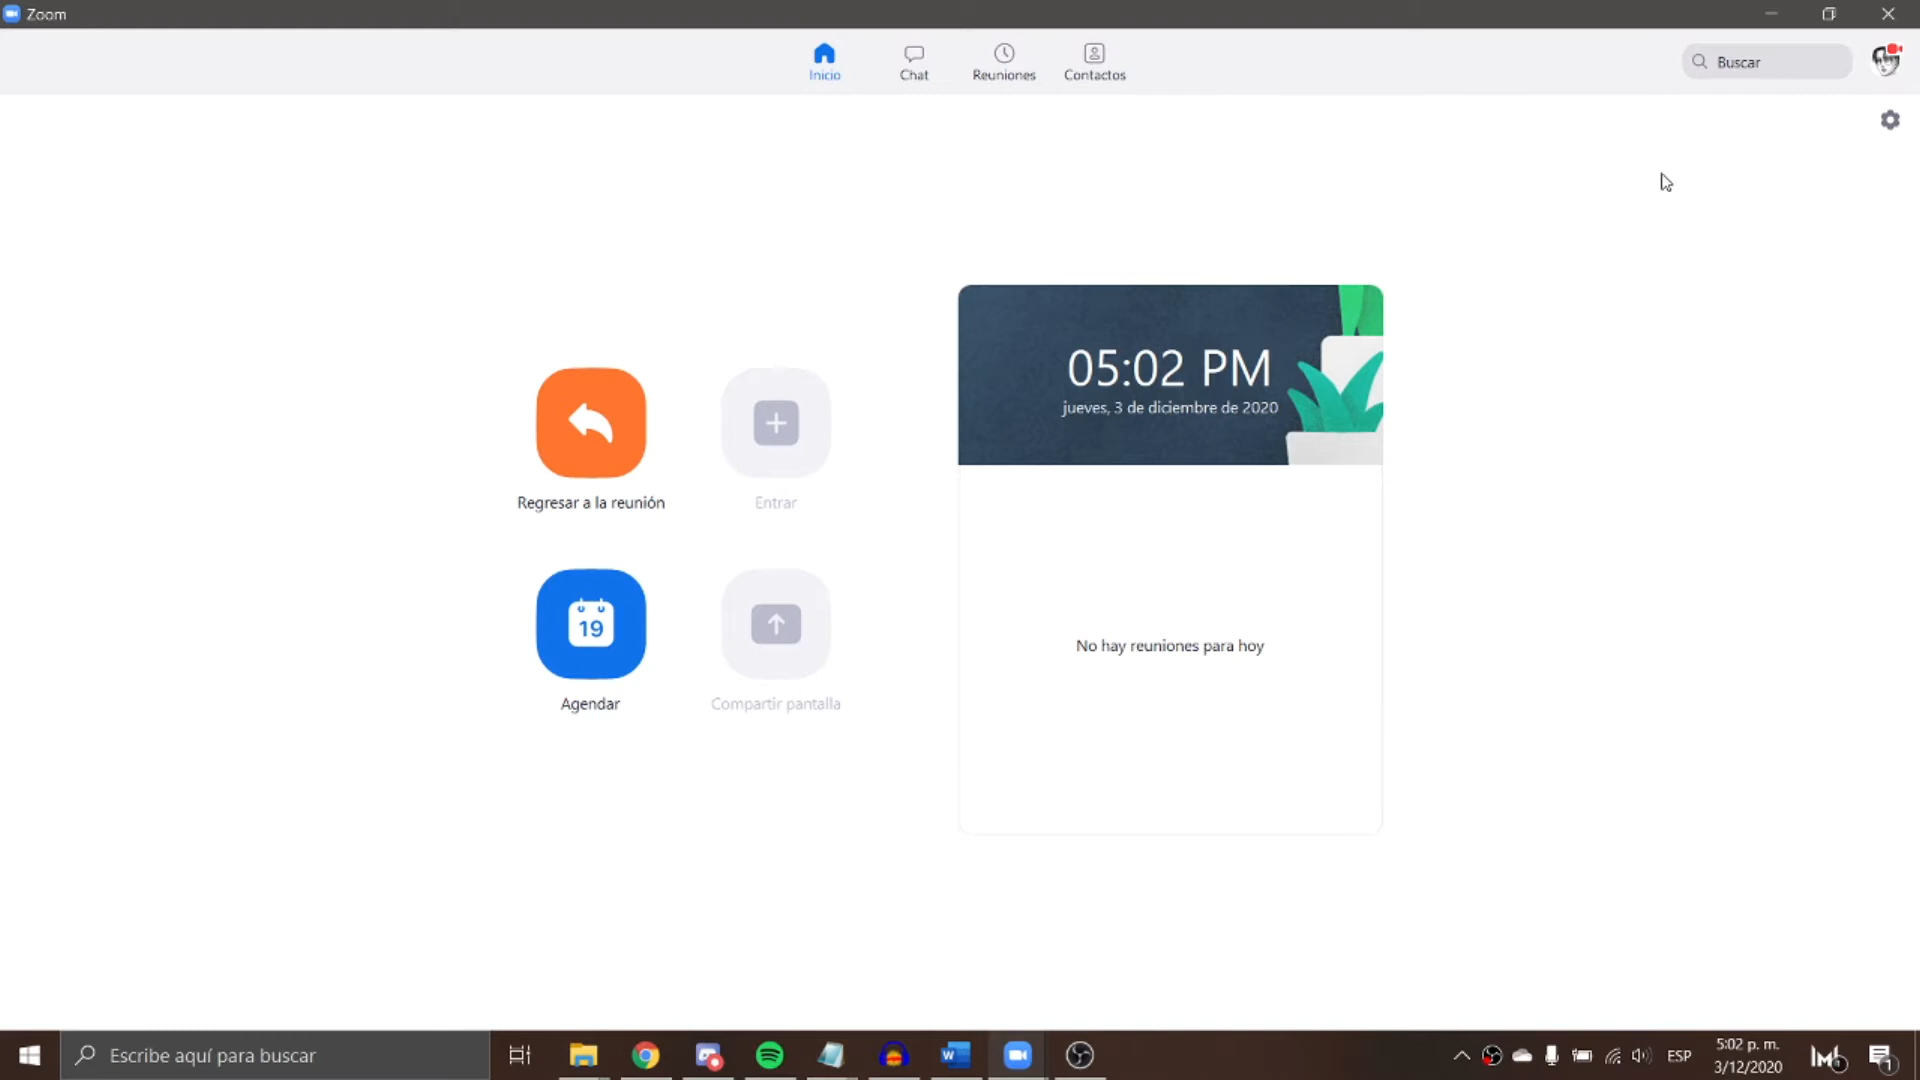 Zoom
Inicio
Chat
Reuniones
Contactos
Buscar
05:02 PM
jueves, 3 de diciembre de 2020
Regresar a la reunión
Entrar
19
Agendar
Compartir pantalla
No hay reuniones para hoy
Escribe aquí para buscar
W
ESP
5:02 p. m.
3/12/2020
1